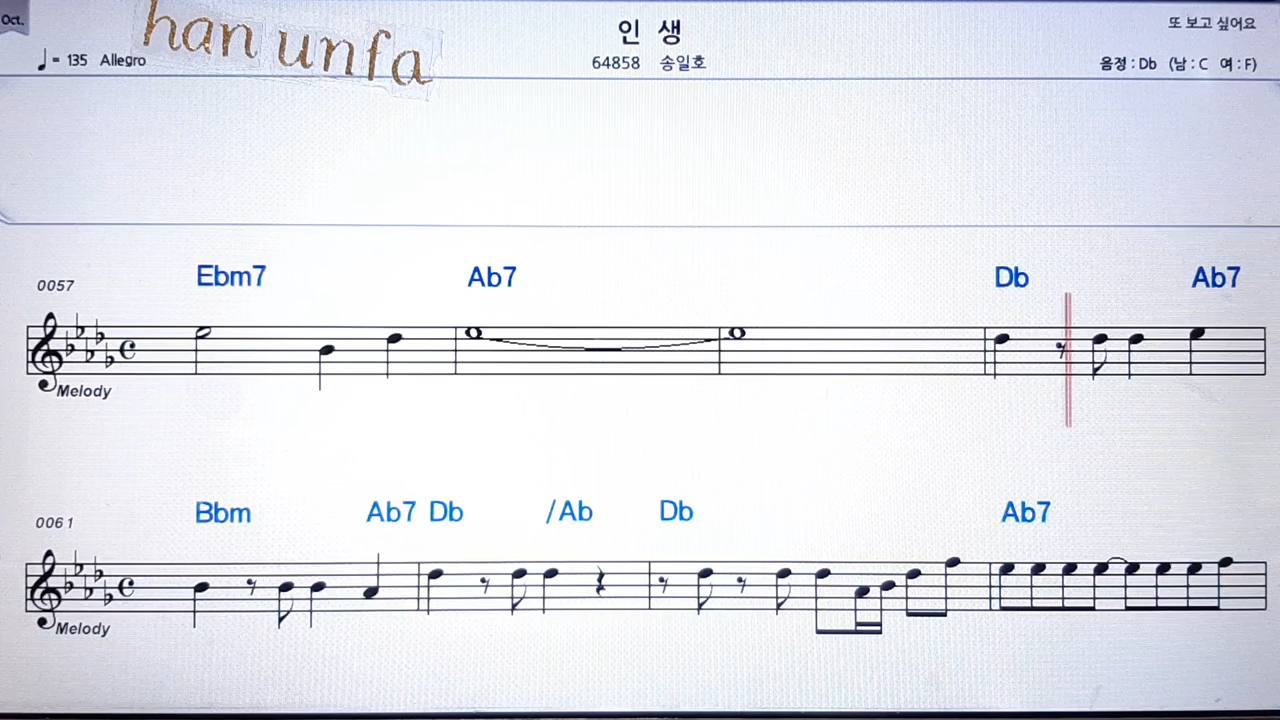 Oct.
han unfa
인 생
또 보고 싶어요
♩= 135 Allegro
64858 송일호
음정 : Db (남 : C 여 : F)
Ebm7 Ab7 Db Ab7
0057
Melody
Bbm Ab7 Db /Ab Db Ab7
0061
Melody